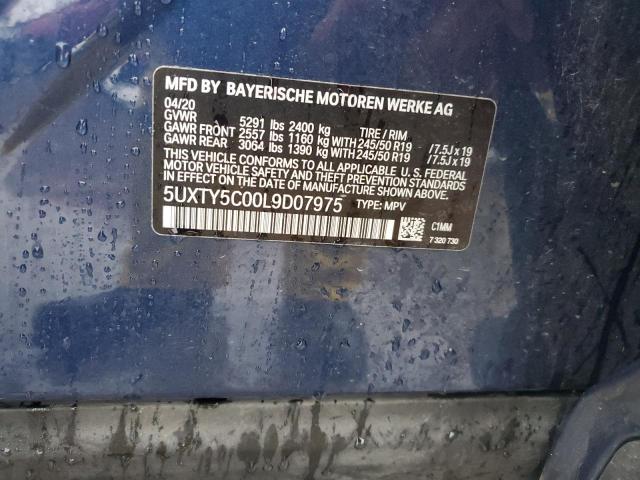 MFD BY BAYERISCHE MOTOREN WERKE AG
04/20
GVWR 5291 lbs 2400 kg TIRE / RIM
GAWR FRONT 2557 lbs 1160 kg WITH 245/50 R19 /7.5J x 19
GAWR REAR 3064 lbs 1390 kg WITH 245/50 R19 /7.5J x 19
THIS VEHICLE CONFORMS TO ALL APPLICABLE U. S. FEDERAL
MOTOR VEHICLE SAFETY, BUMPER, AND THEFT PREVENTION STANDARDS
IN EFFECT ON THE DATE OF MANUFACTURE SHOWN ABOVE.
5UXTY5C00L9D07975 TYPE: MPV
C1MM
7 320 730